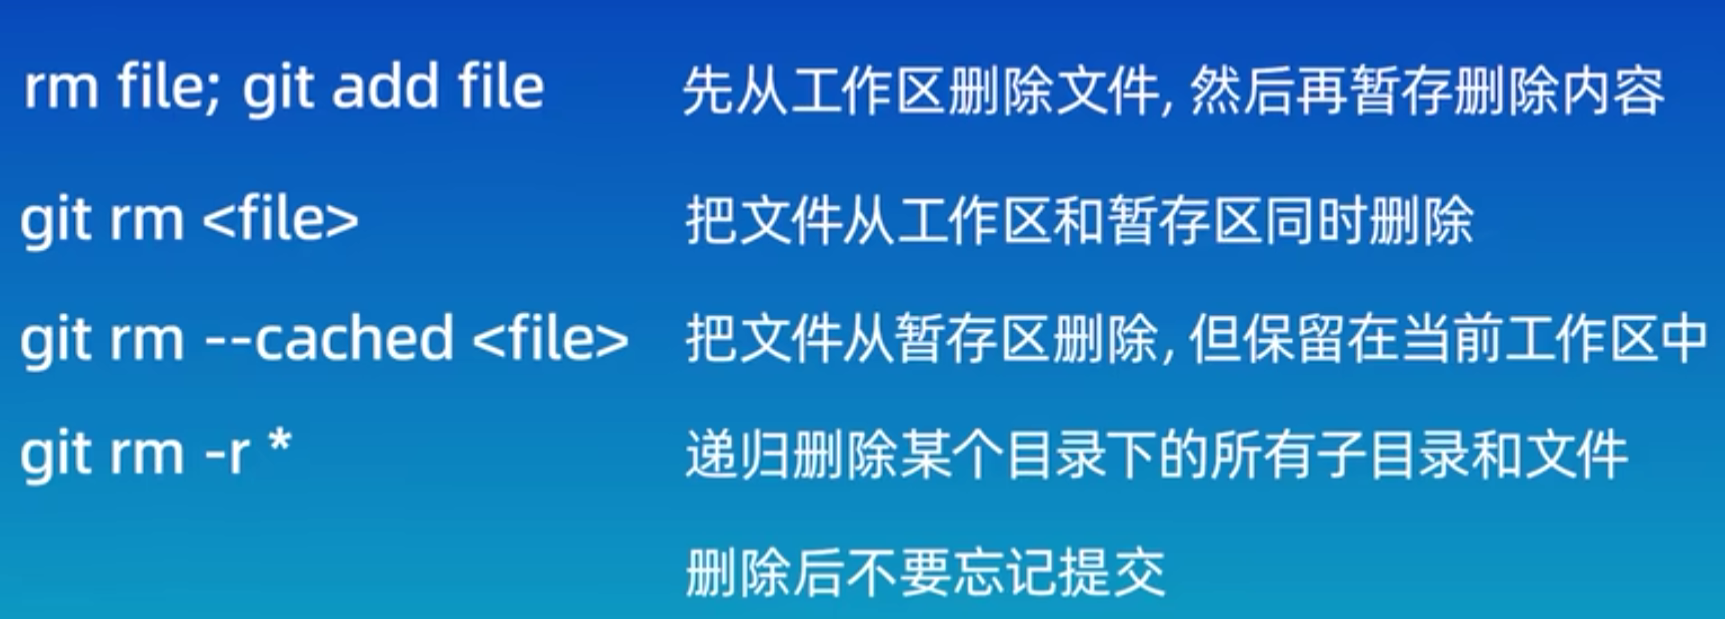 rm file; git add file 先从工作区删除文件, 然后再暂存删除内容
git rm <file> 把文件从工作区和暂存区同时删除
git rm --cached <file> 把文件从暂存区删除, 但保留在当前工作区中
git rm -r * 递归删除某个目录下的所有子目录和文件
删除后不要忘记提交